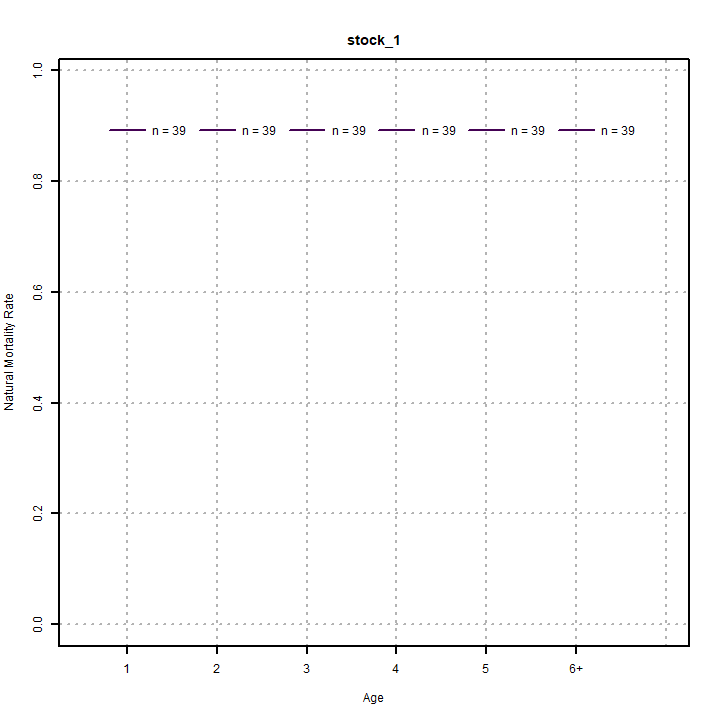 stock_1
1.0
n = 39 n = 39 n = 39 n = 39 n = 39 n = 39
0.8
0.6
Natural Mortality Rate
0.4
0.2
0.0
1 2 3 4 5 6+
Age